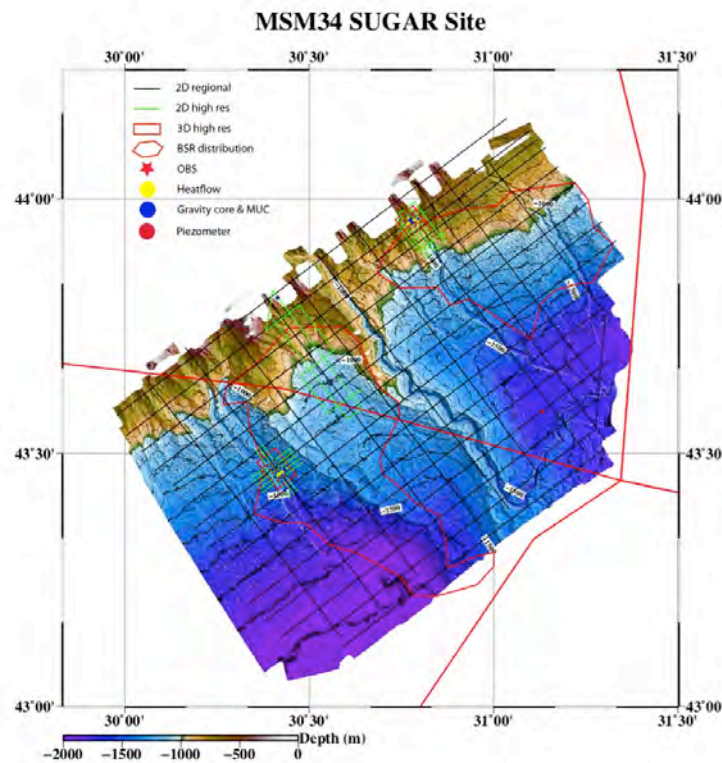 MSM34 SUGAR Site
30°00' 30°30' 31°00' 31°30'
2D regional
2D high res
3D high res
BSR distribution
OBS
Heatflow
Gravity core & MUC
Piezometer
44°00' 44°00'
43°30' 43°30'
43°00' 43°00'
30°00' 30°30' 31°00' 31°30'
Depth (m)
−2000 −1500 −1000 −500 0